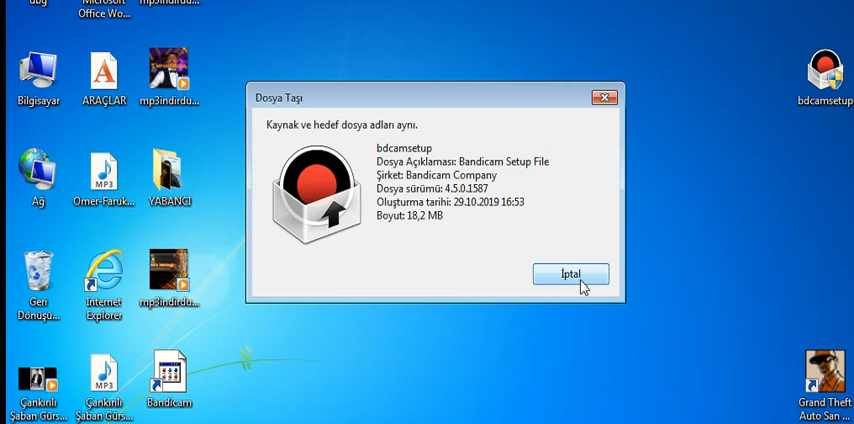 dbg
Microsoft
Office Wo...
mp3indirdu...
Bilgisayar
ARAÇLAR
mp3indirdu...
bdcamsetup
Dosya Taşı
Kaynak ve hedef dosya adları aynı.
bdcamsetup
Dosya Açıklaması: Bandicam Setup File
Şirket: Bandicam Company
Dosya sürümü: 4.5.0.1587
Oluşturma tarihi: 29.10.2019 16:53
Boyut: 18,2 MB
İptal
MP3
Ağ
Omer-Faruk...
YABANCI
Geri
Dönüşü...
Internet
Explorer
mp3indirdu...
MP3
Çankırılı
Şaban Gürs...
Çankırılı
Şaban Gürs...
Bandicam
Grand Theft
Auto San ...